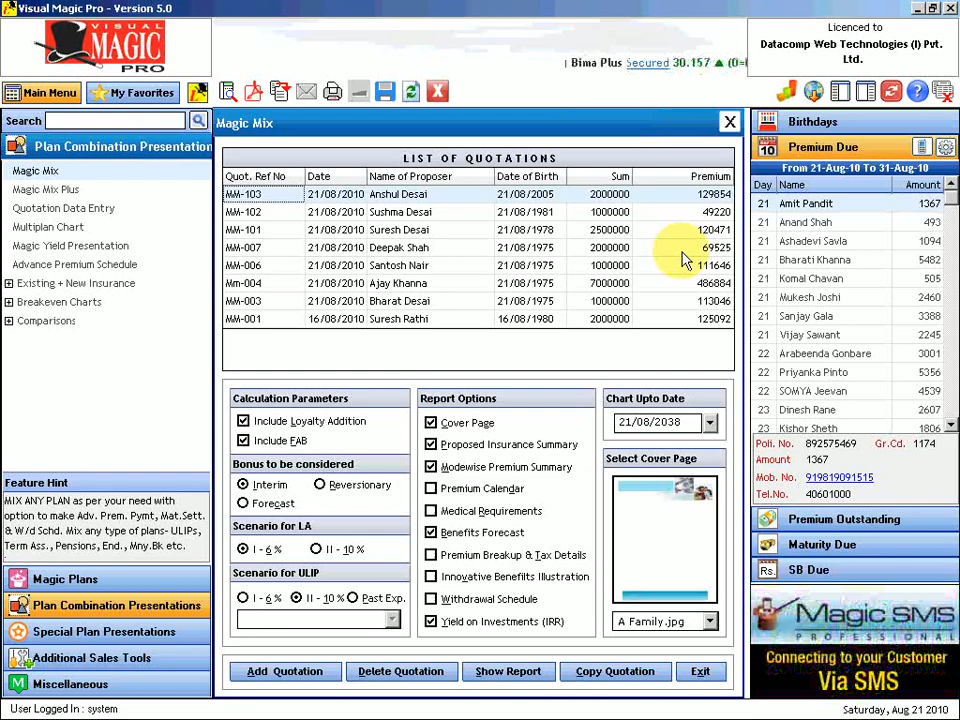 Visual Magic Pro - Version 5.0
VISUAL
MAGIC
PRO
| Bima Plus Secured 30.157
Licenced to
Datacomp Web Technologies (I) Pvt.
Ltd.
Main Menu
My Favorites
Search
Plan Combination Presentation
Magic Mix
Magic Mix Plus
Quotation Data Entry
Multiplan Chart
Magic Yield Presentation
Advance Premium Schedule
Existing + New Insurance
Breakeven Charts
Comparisons
Feature Hint
MIX ANY PLAN as per your need with
option to make Adv. Prem. Pymt, Mat.Sett.
& W/d Schd. Mix any type of plans- ULIPs,
Term Ass., Pensions, End., Mny.Bk etc.
Magic Plans
Plan Combination Presentations
Special Plan Presentations
Additional Sales Tools
Miscellaneous
Magic Mix
X
LIST OF QUOTATIONS
Quot. Ref No Date Name of Proposer Date of Birth Sum Premium
MM-103 21/08/2010 Anshul Desai 21/08/2005 2000000 129854
MM-102 21/08/2010 Sushma Desai 21/08/1981 1000000 49220
MM-101 21/08/2010 Suresh Desai 21/08/1978 2500000 120471
MM-007 21/08/2010 Deepak Shah 21/08/1975 2000000 69525
MM-006 21/08/2010 Santosh Nair 21/08/1975 1000000 111646
Mm-004 21/08/2010 Ajay Khanna 21/08/1975 7000000 486884
MM-003 21/08/2010 Bharat Desai 21/08/1975 1000000 113046
MM-001 16/08/2010 Suresh Rathi 16/08/1980 2000000 125092
Calculation Parameters
Include Loyalty Addition
Include FAB
Bonus to be considered
Interim Reversionary
Forecast
Scenario for LA
I - 6 % II - 10 %
Scenario for ULIP
I - 6 % II - 10 % Past Exp.
Report Options
Cover Page
Proposed Insurance Summary
Modewise Premium Summary
Premium Calendar
Medical Requirements
Benefits Forecast
Premium Breakup & Tax Details
Innovative Benefits Illustration
Withdrawal Schedule
Yield on Investments (IRR)
Chart Upto Date
21/08/2038
Select Cover Page
A Family.jpg
Add Quotation
Delete Quotation
Show Report
Copy Quotation
Exit
Birthdays
10 Premium Due
From 21-Aug-10 To 31-Aug-10
Day Name Amount
21 Amit Pandit 1367
21 Anand Shah 493
21 Ashadevi Savla 1094
21 Bharati Khanna 5482
21 Komal Chavan 505
21 Mukesh Joshi 2460
21 Sanjay Gala 3388
21 Vijay Sawant 2245
22 Arabeenda Gonbare 3001
22 Priyanka Pinto 5356
22 SOMYA Jeevan 4539
23 Dinesh Rane 2607
23 Kishor Sheth 1806
Poli. No. 892575469 Gr.Cd. 1174
Amount 1367
Mob. No. 919819091515
Tel.No. 40601000
Premium Outstanding
Maturity Due
Rs. SB Due
Magic SMS
PROFESSIONAL
Connecting to your Customer
Via SMS
User Logged In : system
Saturday, Aug 21 2010